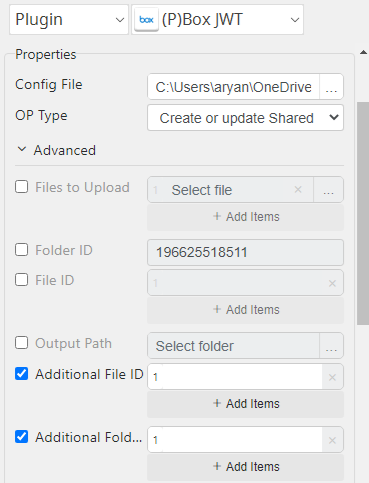 Plugin
box (P)Box JWT
Properties
Config File C:\Users\aryan\OneDrive ...
OP Type Create or update Shared
Advanced
Files to Upload 1 Select file × ...
+ Add Items
Folder ID 196625518511
File ID 1 ×
+ Add Items
Output Path Select folder ...
Additional File ID 1 ×
+ Add Items
Additional Fold... 1 ×
+ Add Items